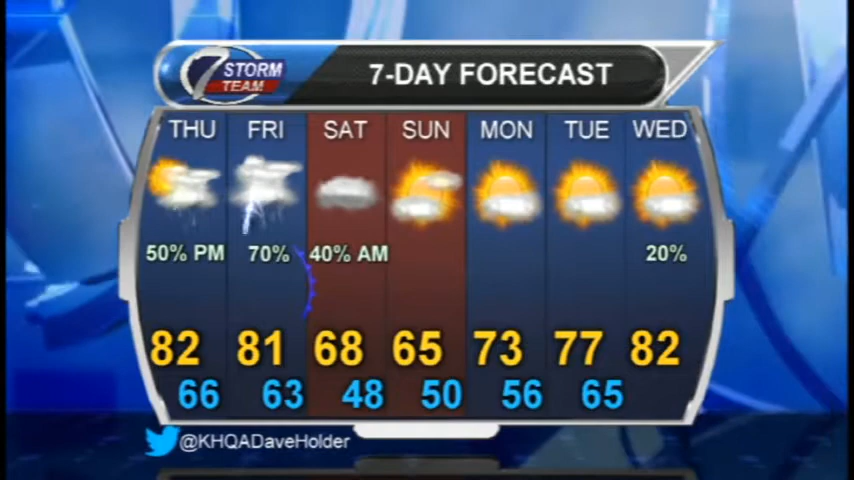 7 STORM
TEAM
7-DAY FORECAST
THU FRI SAT SUN MON TUE WED
50% PM 70% 40% AM 20%
82 81 68 65 73 77 82
66 63 48 50 56 65
@KHQADaveHolder